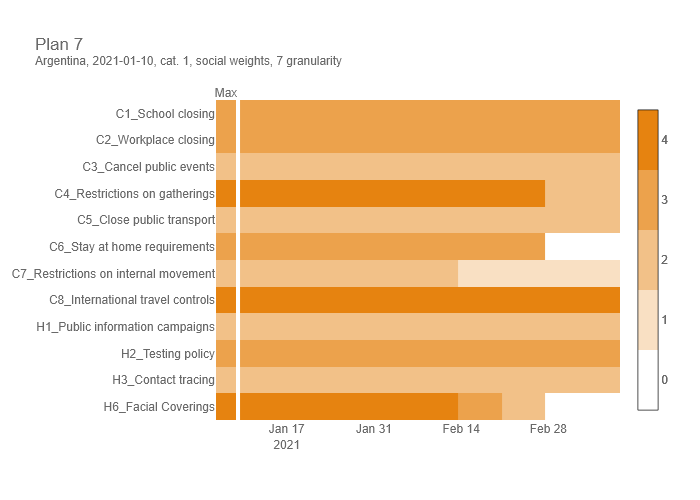 Plan 7
Argentina, 2021-01-10, cat. 1, social weights, 7 granularity
Max
C1_School closing
C2_Workplace closing
C3_Cancel public events
C4_Restrictions on gatherings
C5_Close public transport
C6_Stay at home requirements
C7_Restrictions on internal movement
C8_International travel controls
H1_Public information campaigns
H2_Testing policy
H3_Contact tracing
H6_Facial Coverings
Jan 17 Jan 31 Feb 14 Feb 28
2021
4
3
2
1
0